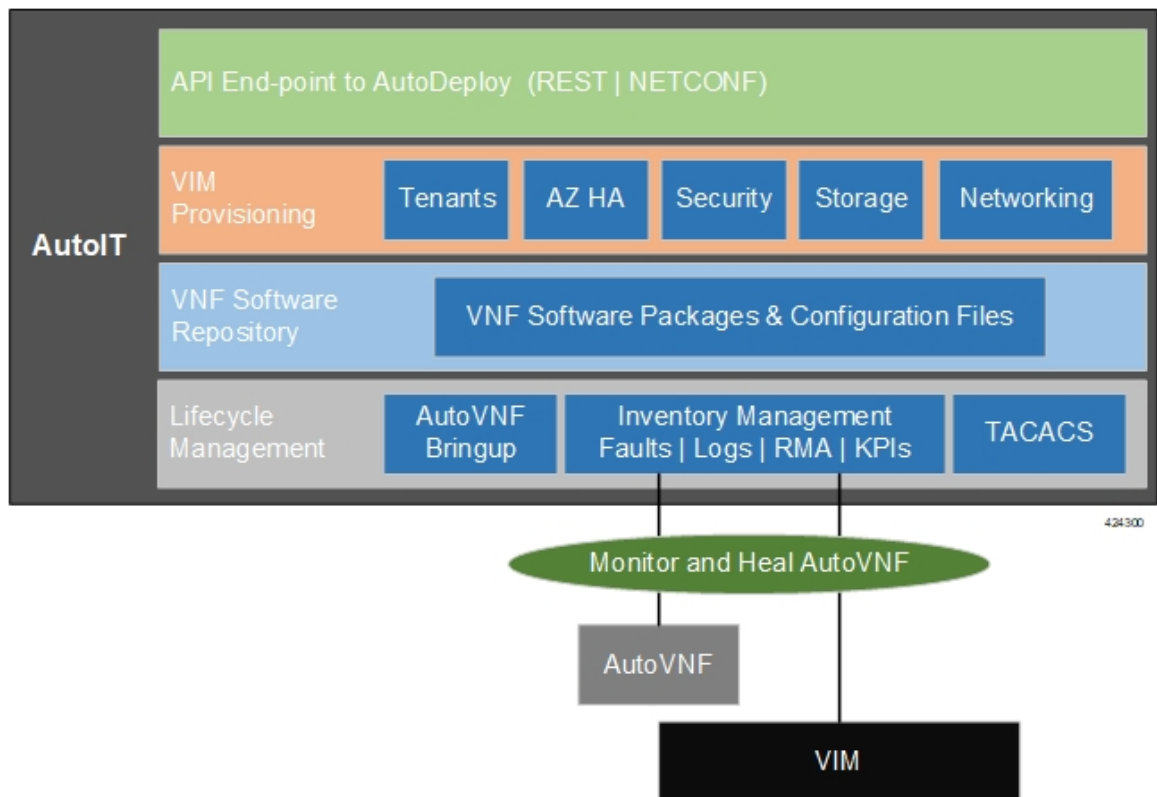 API End-point to AutoDeploy (REST | NETCONF)
VIM
Provisioning
Tenants
AZ HA
Security
Storage
Networking
AutoIT
VNF Software
Repository
VNF Software Packages & Configuration Files
Lifecycle
Management
AutoVNF
Bringup
Inventory Management
Faults | Logs | RMA | KPIs
TACACS
424300
Monitor and Heal AutoVNF
AutoVNF
VIM